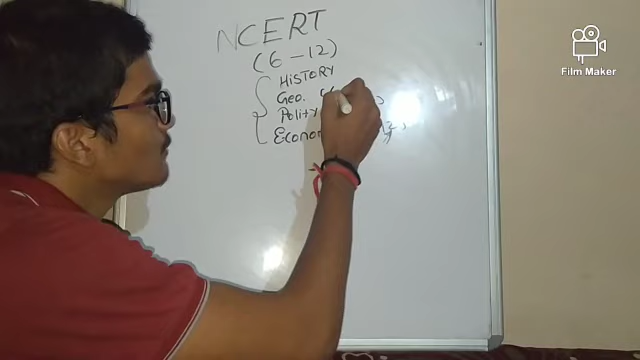 NCERT
(6-12)
HISTORY
Geo.
Polity
Econom
Film Maker